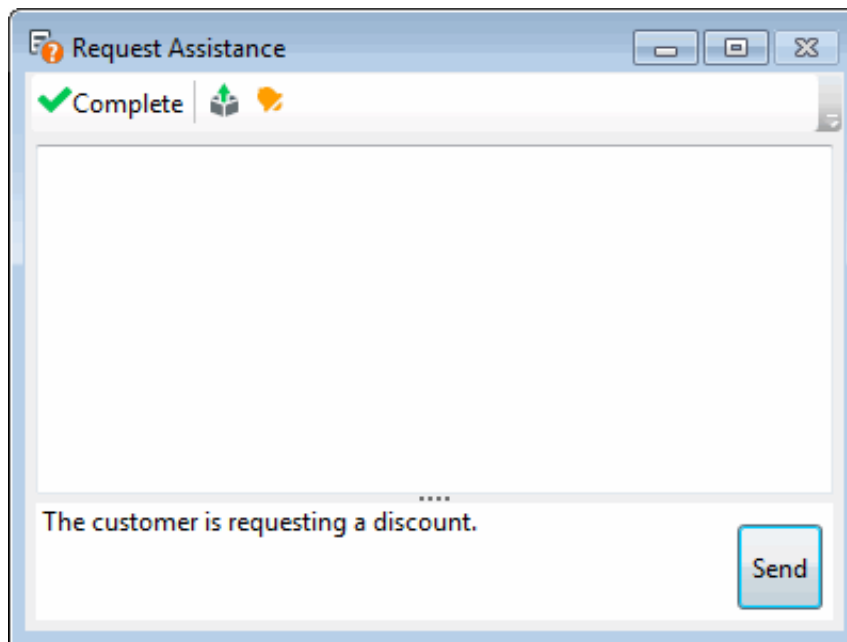 Request Assistance
Complete
The customer is requesting a discount.
Send